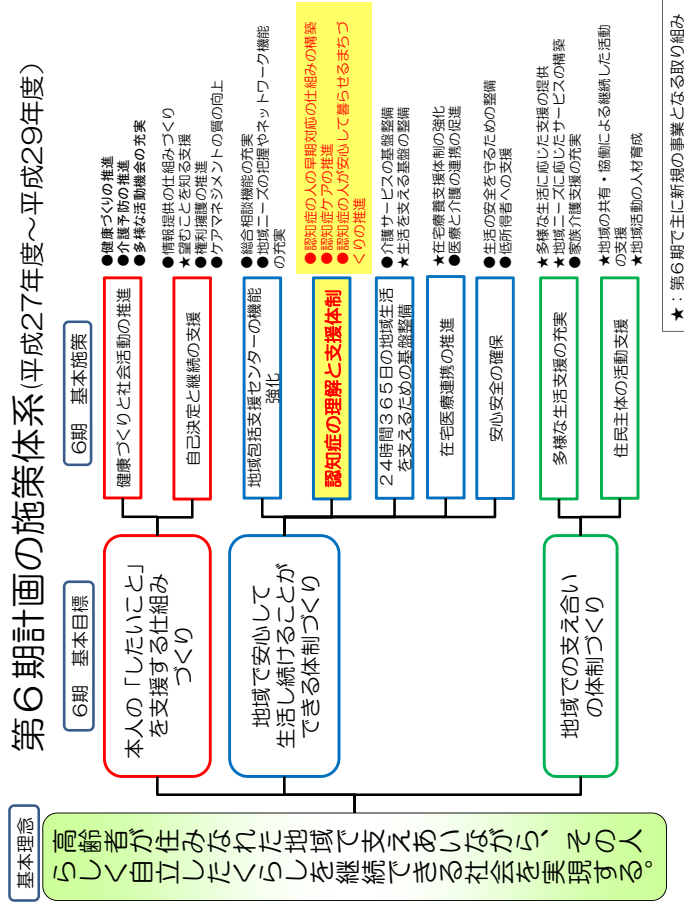 第6期計画の施策体系(平成27年度~平成29年度)
基本理念
高齢者が住みなれた地域で支えあいながら、その人
らしく自立したくらしを継続できる社会を実現する。
6期 基本目標
6期 基本施策
本人の「したいこと」
を支援する仕組み
づくり
健康づくりと社会活動の推進
●健康づくりの推進
●介護予防の推進
●多様な活動機会の充実
自己決定と継続の支援
●情報提供の仕組みづくり
★望むことを知る支援
●権利擁護の推進
●ケアマネジメントの質の向上
地域で安心して
生活し続けることが
できる体制づくり
地域包括支援センターの機能
強化
●総合相談機能の充実
●地域ニーズの把握やネットワーク機能
の充実
認知症の理解と支援体制
●認知症の人の早期対応の仕組みの構築
●認知症ケアの推進
●認知症の人が安心して暮らせるまちづ
くりの推進
24時間365日の地域生活
を支えるための基盤整備
●介護サービスの基盤整備
★生活を支える基盤の整備
在宅医療連携の推進
★在宅療養支援体制の強化
●医療と介護の連携の促進
安心安全の確保
●生活の安全を守るための整備
●低所得者への支援
地域での支え合い
の体制づくり
多様な生活支援の充実
★多様な生活に応じた支援の提供
★地域ニーズに応じたサービスの構築
●家族介護支援の充実
住民主体の活動支援
★地域の共有・協働による継続した活動
の支援
★地域活動の人材育成
★:第6期で主に新規の事業となる取り組み